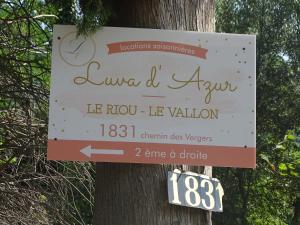 locations saisonnières
Luva d' Azur
LE RIOU - LE VALLON
1831 chemin des Vergers
2 ème à droite
1831